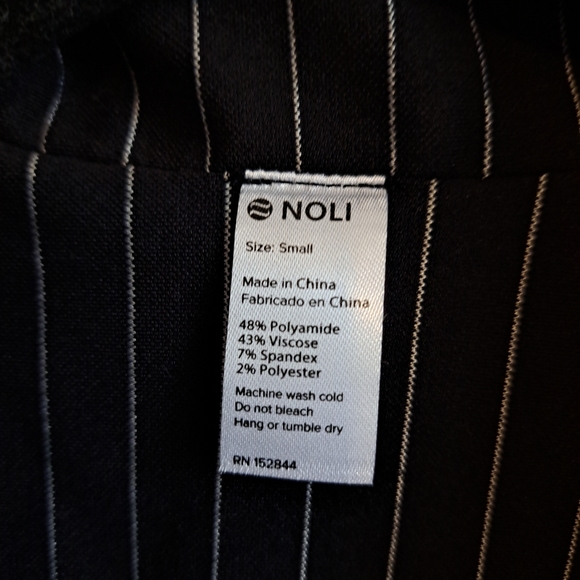 NOLI
Size: Small
Made in China
Fabricado en China
48% Polyamide
43% Viscose
7% Spandex
2% Polyester
Machine wash cold
Do not bleach
Hang or tumble dry
RN 152844